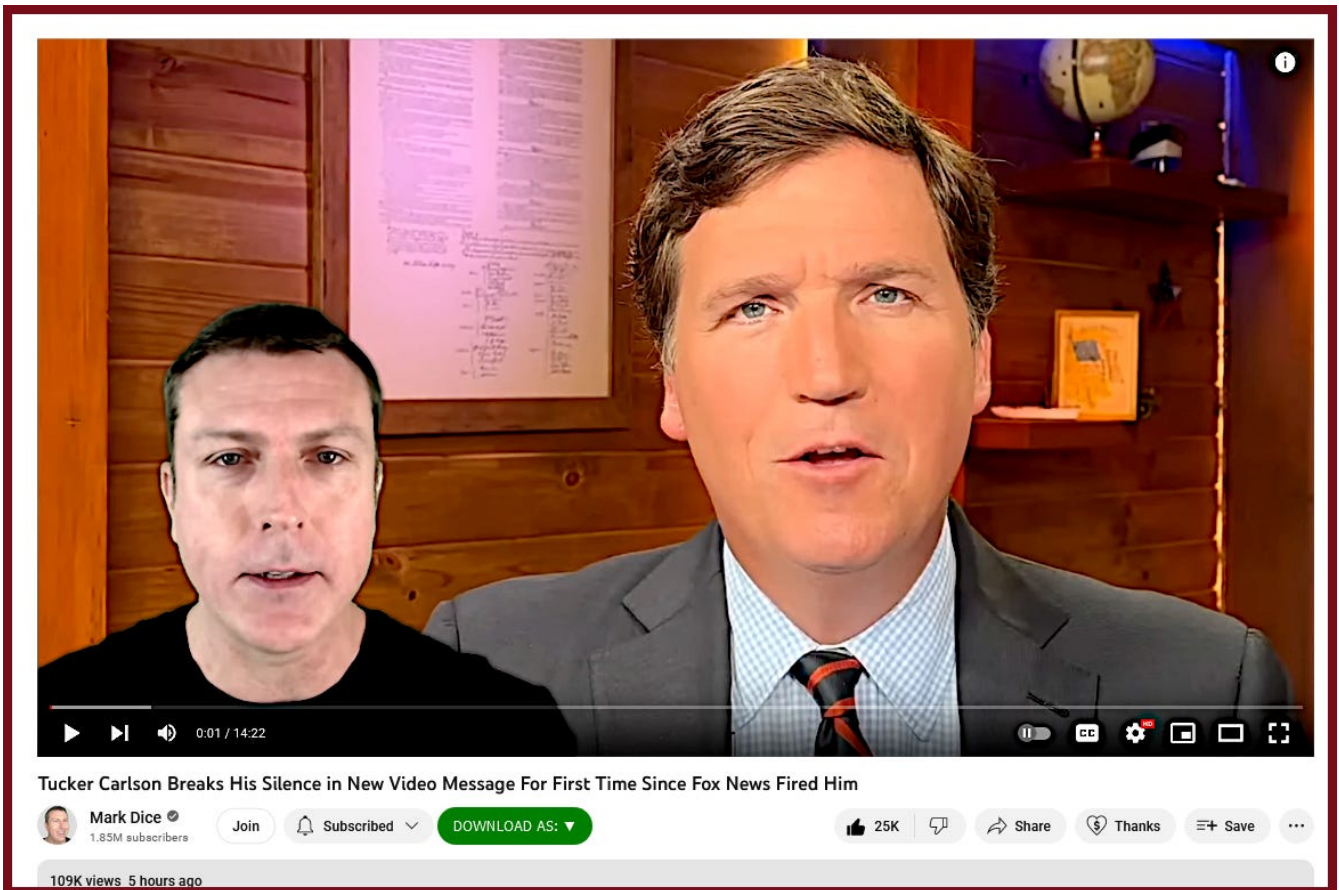 HD
CC
0:01 / 14:22
Tucker Carlson Breaks His Silence in New Video Message For First Time Since Fox News Fired Him
Mark Dice
1.85M subscribers
Join
Subscribed
DOWNLOAD AS: ▼
25K
Share
Thanks
Save
109K views 5 hours ago